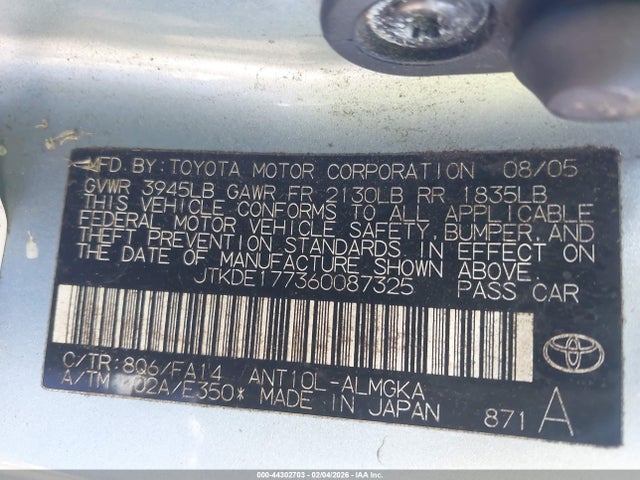 MFD. BY: TOYOTA MOTOR CORPORATION 08/05
GVWR 3945LB GAWR FR 2130LB RR 1835LB
THIS VEHICLE CONFORMS TO ALL APPLICABLE
FEDERAL MOTOR VEHICLE SAFETY, BUMPER, AND
THEFT PREVENTION STANDARDS IN EFFECT ON
THE DATE OF MANUFACTURE SHOWN ABOVE.
JTKDE177360087325 PASS CAR
C/TR:8Q6/FA14 ANT10L-ALMGKA
A/TM 02A/E350* MADE IN JAPAN
871 A
000-44302703 - 02/04/2026 - IAAI.COM